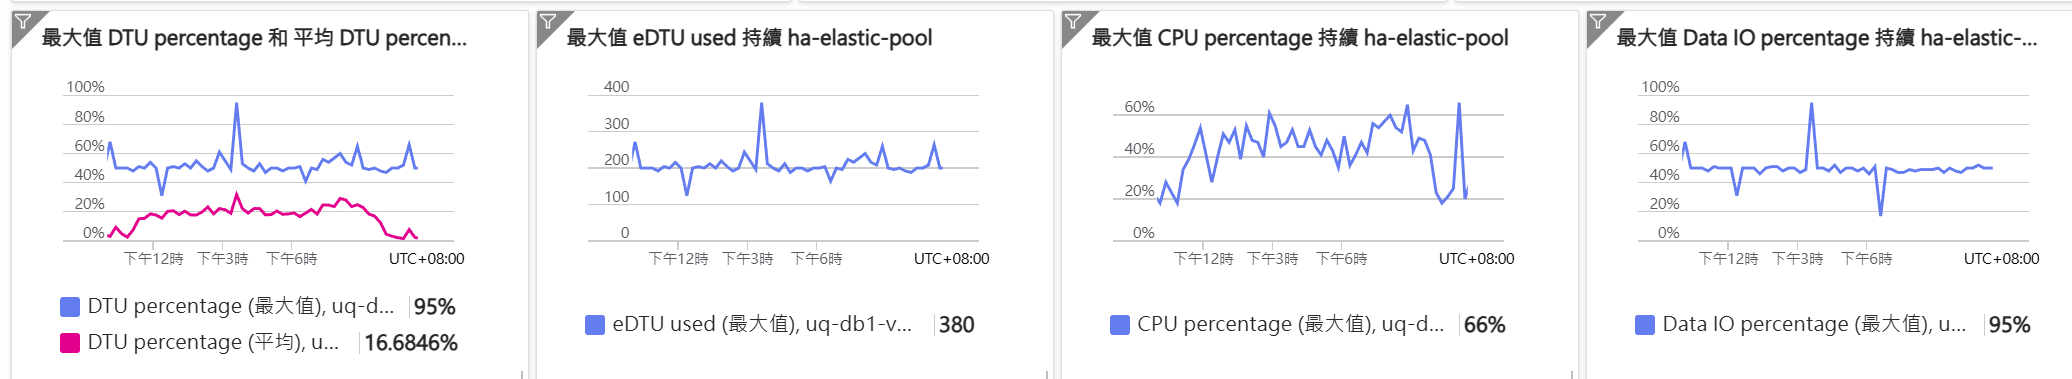 最大值 DTU percentage 和 平均 DTU percen...
100%
80%
60%
40%
20%
0%
下午12時 下午3時 下午6時 UTC+08:00
DTU percentage (最大值), uq-d... 95%
DTU percentage (平均), u... 16.6846%
最大值 eDTU used 持續 ha-elastic-pool
400
300
200
100
0
下午12時 下午3時 下午6時 UTC+08:00
eDTU used (最大值), uq-db1-v... 380
最大值 CPU percentage 持續 ha-elastic-pool
60%
40%
20%
0%
下午12時 下午3時 下午6時 UTC+08:00
CPU percentage (最大值), uq-d... 66%
最大值 Data IO percentage 持續 ha-elastic-...
100%
80%
60%
40%
20%
0%
下午12時 下午3時 下午6時 UTC+08:00
Data IO percentage (最大值), u... 95%